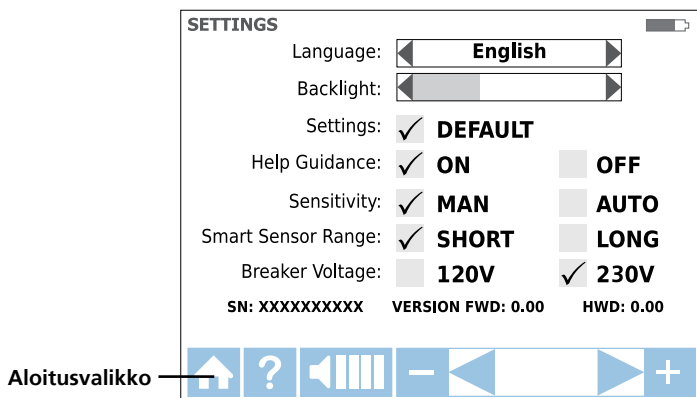 SETTINGS
Language: English
Backlight:
Settings: ✓ DEFAULT
Help Guidance: ✓ ON OFF
Sensitivity: ✓ MAN AUTO
Smart Sensor Range: ✓ SHORT LONG
Breaker Voltage: 120V ✓ 230V
SN: XXXXXXXXXX VERSION FWD: 0.00 HWD: 0.00
Aloitusvalikko ? − +